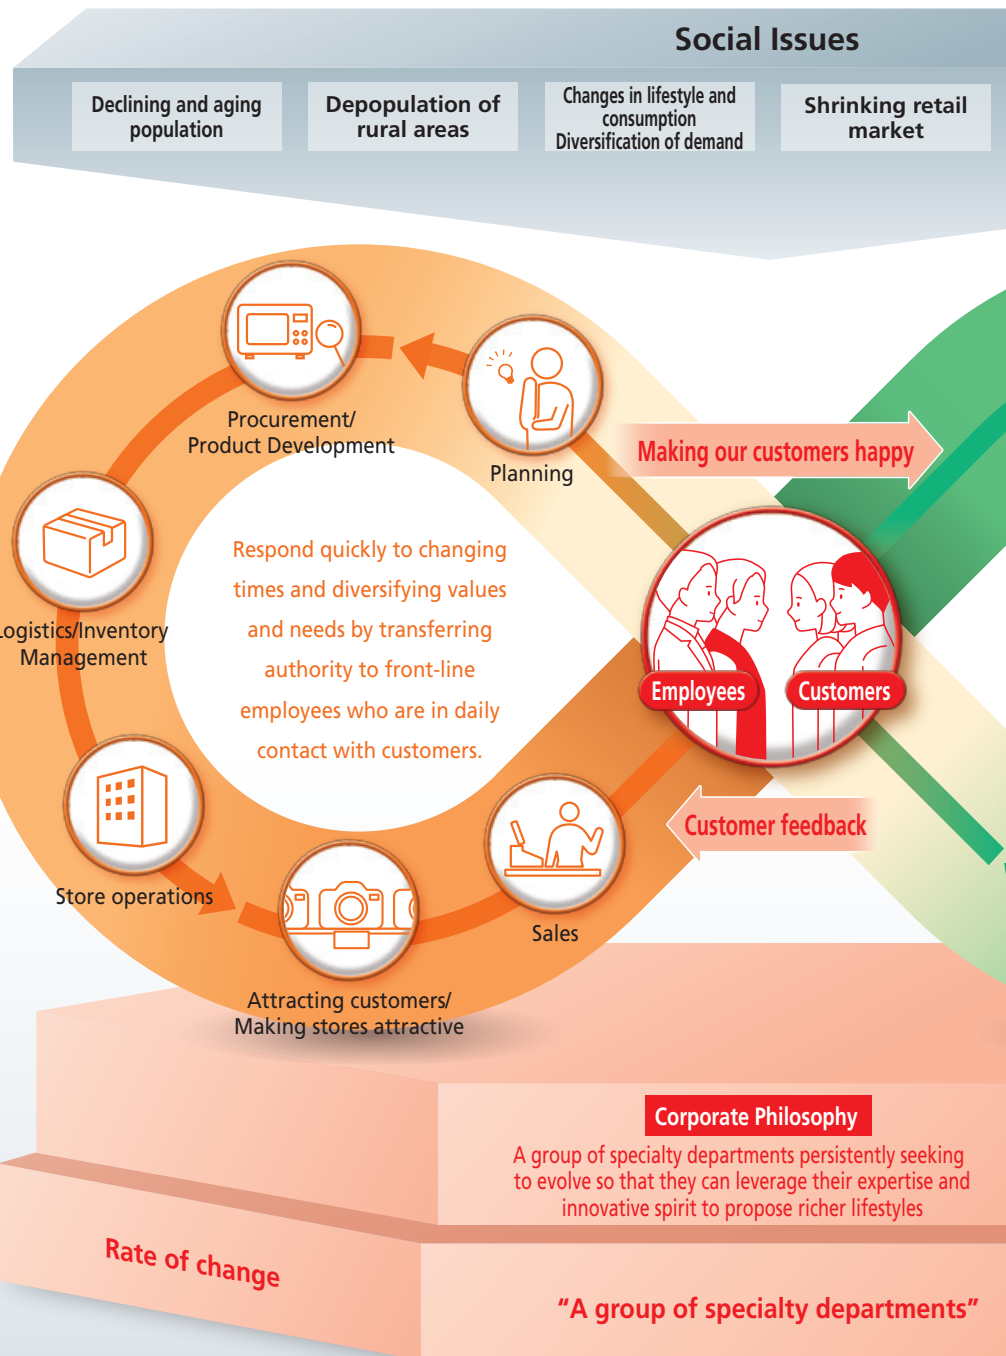 Social Issues
Declining and aging
population
Depopulation of
rural areas
Changes in lifestyle and
consumption
Diversification of demand
Shrinking retail
market
Procurement/
Product Development
Planning
Making our customers happy
Respond quickly to changing
times and diversifying values
and needs by transferring
authority to front-line
employees who are in daily
contact with customers.
Logistics/Inventory
Management
Employees
Customers
Customer feedback
Store operations
Sales
Attracting customers/
Making stores attractive
Corporate Philosophy
A group of specialty departments persistently seeking
to evolve so that they can leverage their expertise and
innovative spirit to propose richer lifestyles
Rate of change
“A group of specialty departments”